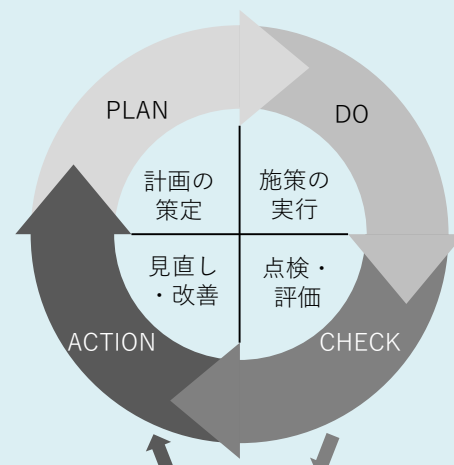 PLAN
DO
計画の
策定
施策の
実行
見直し
・改善
点検・
評価
ACTION
CHECK